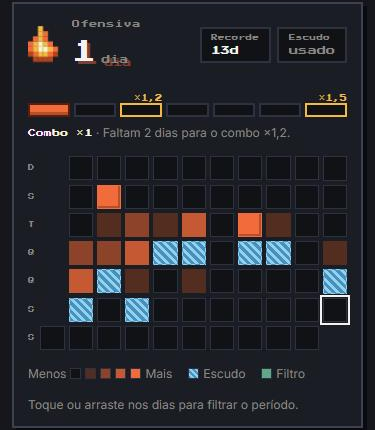 Ofensiva
1 dia
Recorde
13d
Escudo
usado
×1,2
×1,5
Combo ×1 · Faltam 2 dias para o combo ×1,2.
D
S
T
Q
Q
S
S
Menos Mais Escudo Filtro
Toque ou arraste nos dias para filtrar o período.